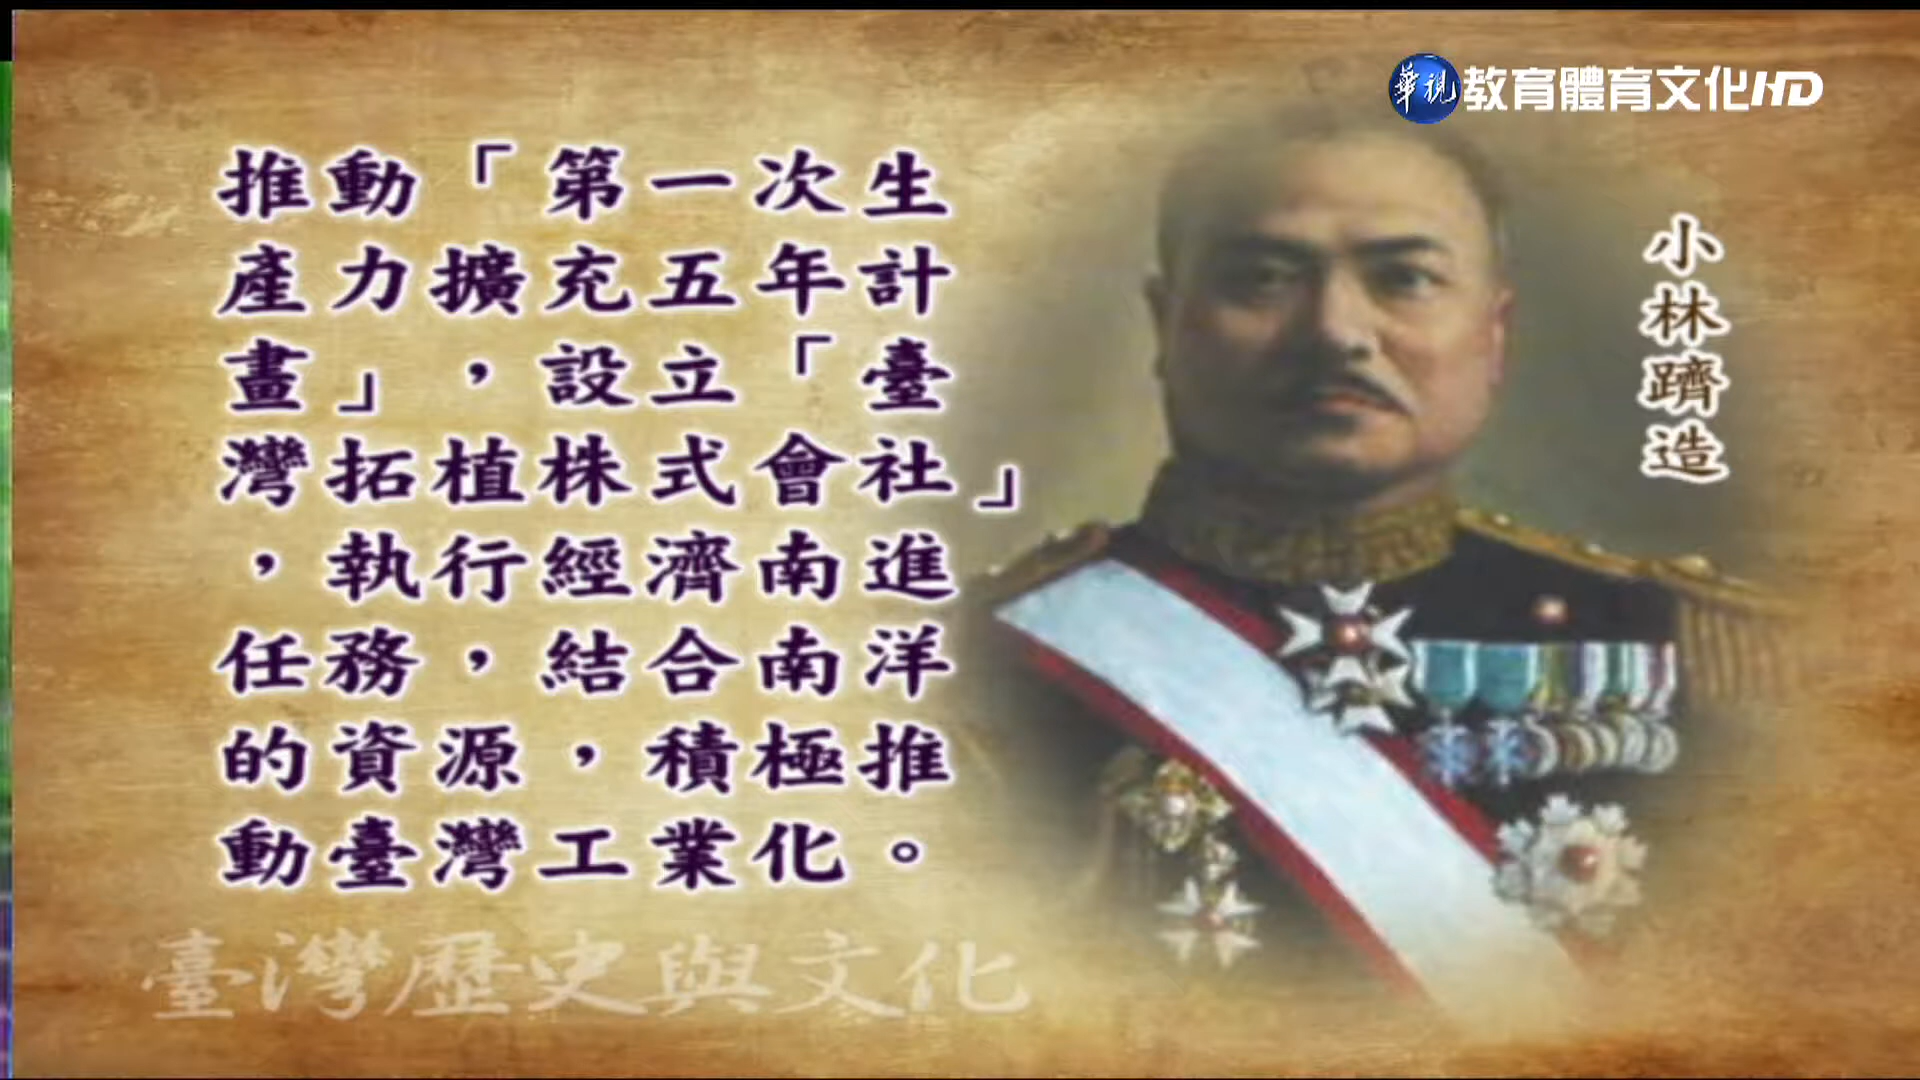 華視 教育體育文化HD
推動「第一次生
產力擴充五年計
畫」，設立「臺
灣拓植株式會社」
，執行經濟南進
任務，結合南洋
的資源，積極推
動臺灣工業化。
小林躋造
臺灣歷史與文化